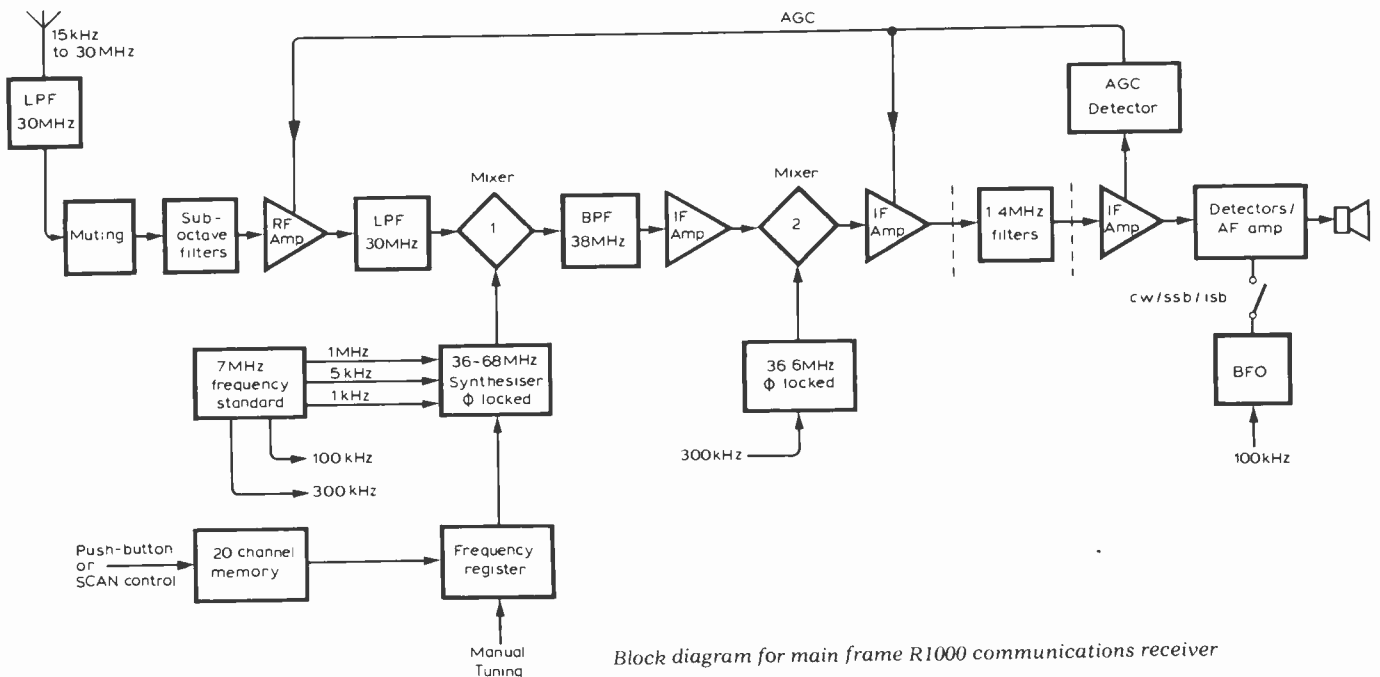 AGC
15kHz
to 30MHz
LPF
30MHz
AGC
Detector
Muting
Sub-
octave
filters
RF
Amp
LPF
30MHz
Mixer
1
BPF
38MHz
IF
Amp
Mixer
2
IF
Amp
1 4MHz
filters
IF
Amp
Detectors/
AF amp
cw/ssb/isb
BFO
100kHz
7MHz
frequency
standard
1MHz
5kHz
1kHz
36-68MHz
Synthesiser
Φ locked
36 6MHz
Φ locked
300kHz
100kHz
300kHz
Push-button
or
SCAN control
20 channel
memory
Frequency
register
Manual
Tuning
Block diagram for main frame R1000 communications receiver